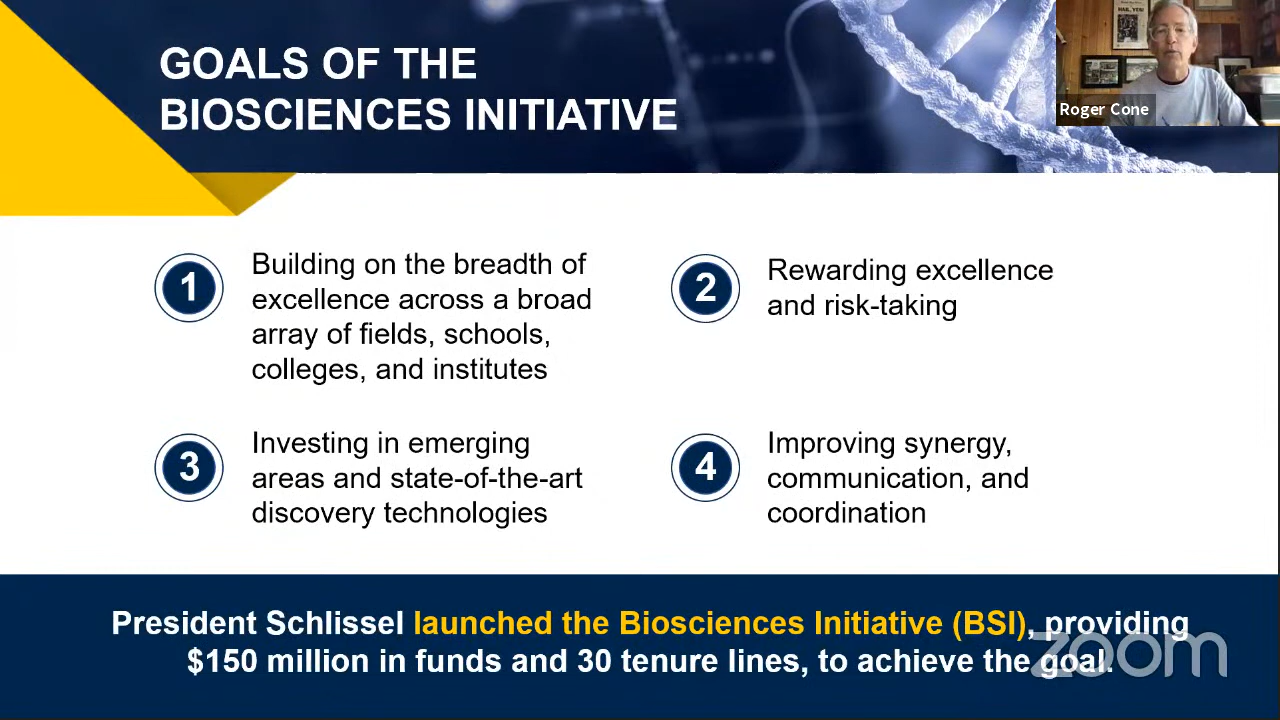 GOALS OF THE
BIOSCIENCES INITIATIVE
HAIL, YES!
Roger Cone
1
Building on the breadth of
excellence across a broad
array of fields, schools,
colleges, and institutes
2
Rewarding excellence
and risk-taking
3
Investing in emerging
areas and state-of-the-art
discovery technologies
4
Improving synergy,
communication, and
coordination
President Schlissel launched the Biosciences Initiative (BSI), providing
$150 million in funds and 30 tenure lines, to achieve the goal.
zoom